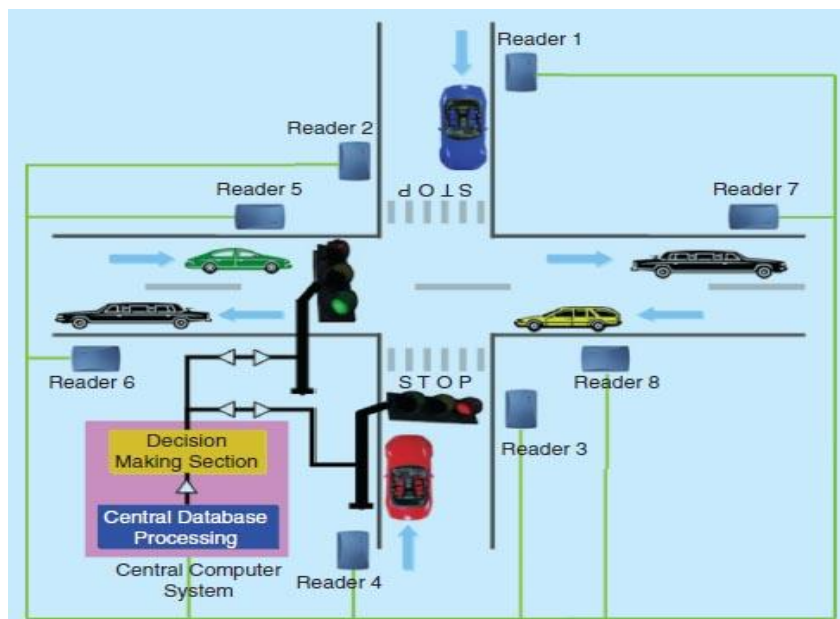 Reader 1
Reader 2
Reader 5
Reader 7
STOP
Reader 6
STOP
Reader 8
Reader 3
Decision
Making Section
Central Database
Processing
Central Computer
System
Reader 4